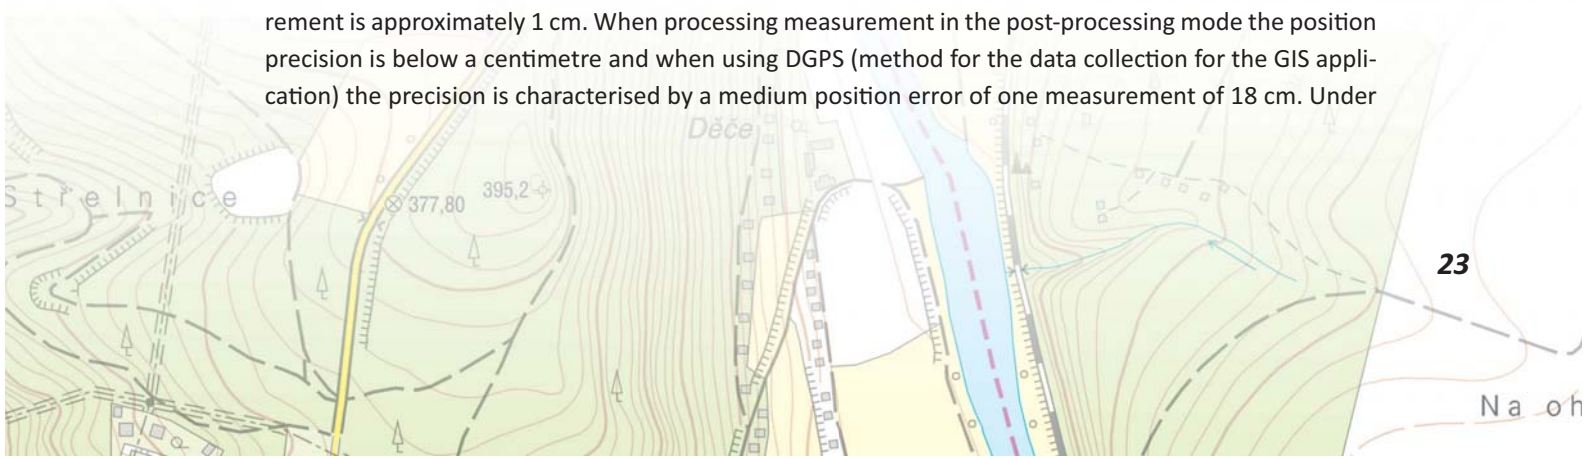 rement is approximately 1 cm. When processing measurement in the post-processing mode the position
precision is below a centimetre and when using DGPS (method for the data collection for the GIS appli-
cation) the precision is characterised by a medium position error of one measurement of 18 cm. Under
Děče
Střelnice
377,80
395,2
23
Na oh